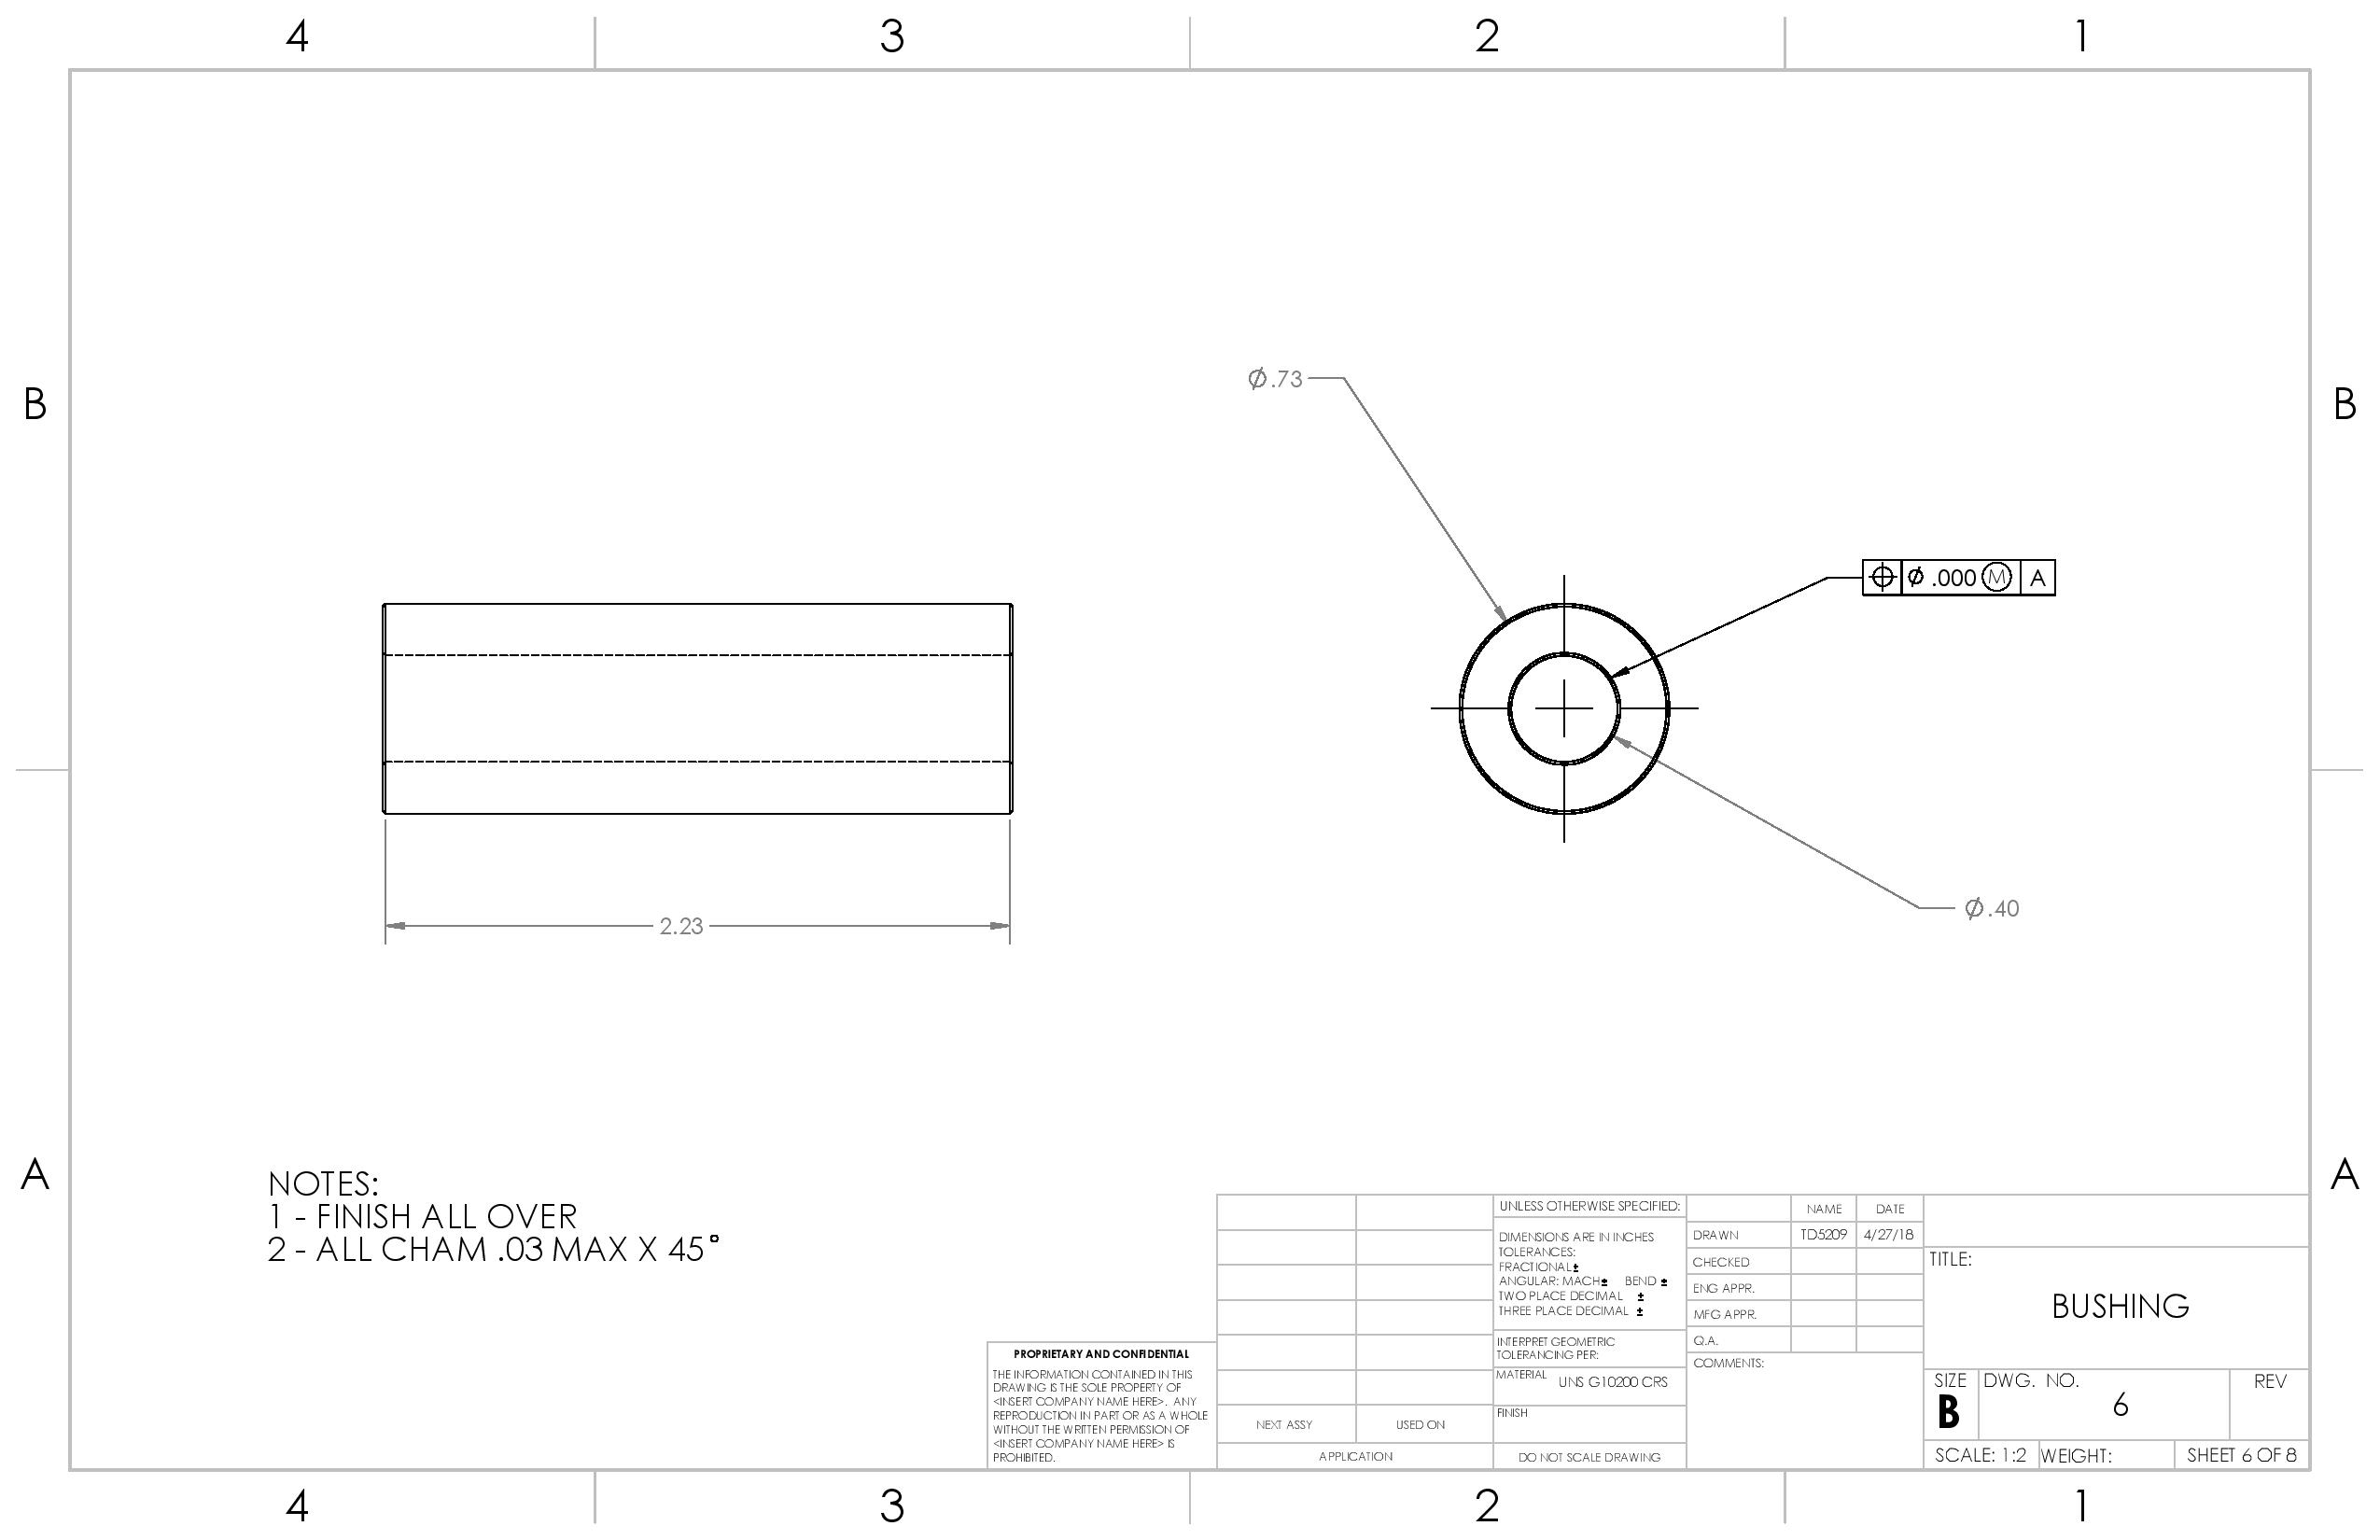 4 3 2 1
B B
Ø.73
Ø .000 Ⓜ A
2.23
Ø.40
A A
NOTES:
1 - FINISH ALL OVER
2 - ALL CHAM .03 MAX X 45°
PROPRIETARY AND CONFIDENTIAL
THE INFORMATION CONTAINED IN THIS
DRAWING IS THE SOLE PROPERTY OF
<INSERT COMPANY NAME HERE>. ANY
REPRODUCTION IN PART OR AS A WHOLE
WITHOUT THE WRITTEN PERMISSION OF
<INSERT COMPANY NAME HERE> IS
PROHIBITED.
NEXT ASSY USED ON
APPLICATION
UNLESS OTHERWISE SPECIFIED:
DIMENSIONS ARE IN INCHES
TOLERANCES:
FRACTIONAL±
ANGULAR: MACH± BEND ±
TWO PLACE DECIMAL ±
THREE PLACE DECIMAL ±
INTERPRET GEOMETRIC
TOLERANCING PER:
MATERIAL UNS G10200 CRS
FINISH
DO NOT SCALE DRAWING
NAME DATE
DRAWN TD5209 4/27/18
CHECKED
ENG APPR.
MFG APPR.
Q.A.
COMMENTS:
TITLE:
BUSHING
SIZE DWG. NO. REV
B 6
SCALE: 1:2 WEIGHT: SHEET 6 OF 8
4 3 2 1